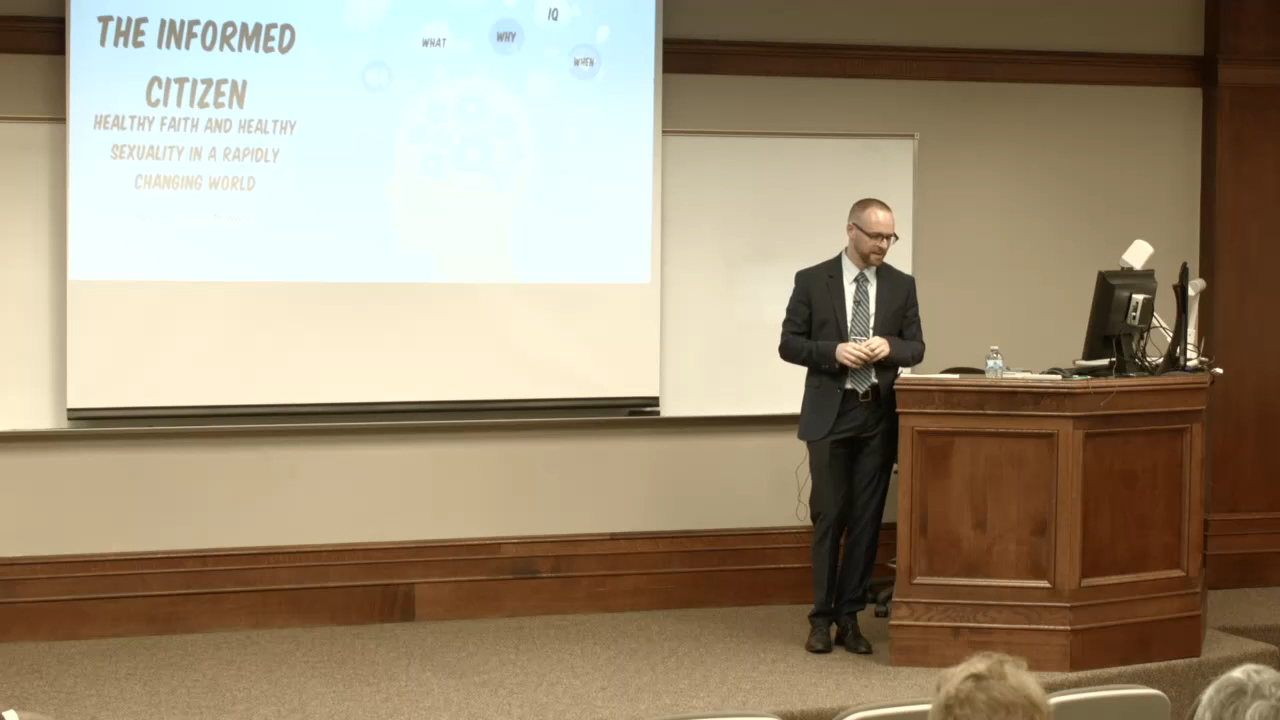 THE INFORMED
CITIZEN
HEALTHY FAITH AND HEALTHY
SEXUALITY IN A RAPIDLY
CHANGING WORLD
WHAT
WHY
IQ
WHEN